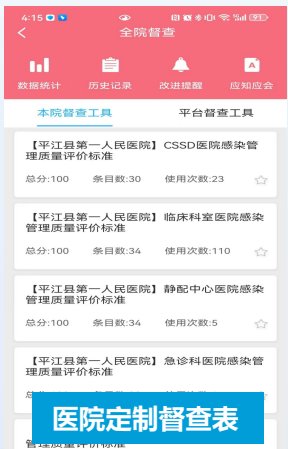 4:15
全院督查
数据统计 历史记录 改进提醒 应知应会
本院督查工具 平台督查工具
【平江县第一人民医院】CSSD医院感染管
理质量评价标准
总分:100 条目数:30 使用次数:23
【平江县第一人民医院】临床科室医院感染
管理质量评价标准
总分:100 条目数:34 使用次数:110
【平江县第一人民医院】静配中心医院感染
管理质量评价标准
总分:100 条目数:34 使用次数:5
【平江县第一人民医院】急诊科医院感染管
理质量评价标准
医院定制督查表
管理质量评价标准